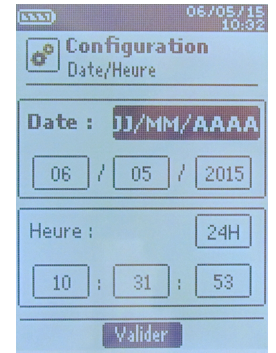 06/05/15
10:32
Configuration
Date/Heure
Date : JJ/MM/AAAA
06 / 05 / 2015
Heure : 24H
10 : 31 : 53
Valider